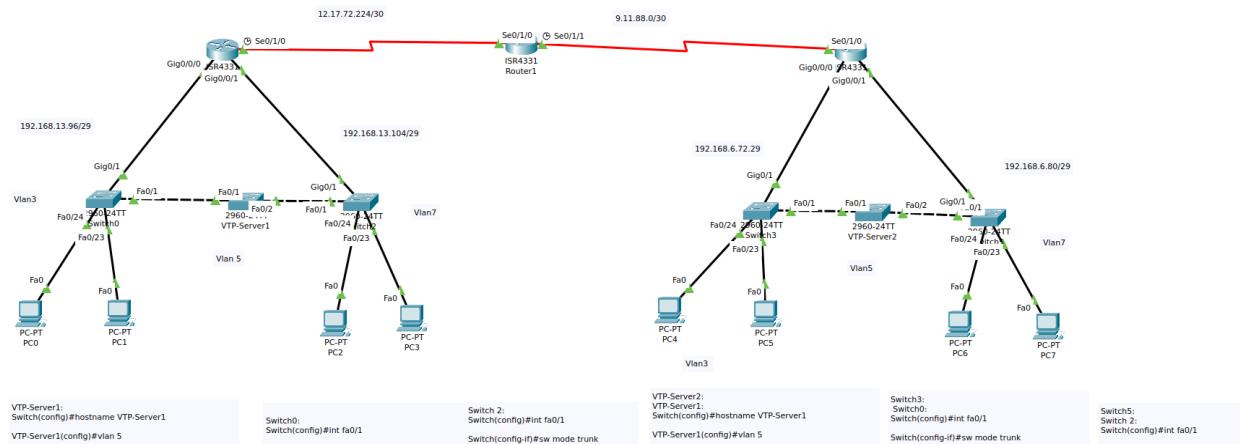 12.17.72.224/30
9.11.88.0/30
Se0/1/0
Se0/1/0
Se0/1/1
Se0/1/0
ISR4331
Gig0/0/0
Gig0/0/1
ISR4331
Router1
Gig0/0/0
Gig0/0/1
192.168.13.96/29
192.168.13.104/29
192.168.6.72.29
192.168.6.80/29
Gig0/1
Gig0/1
Gig0/1
Gig0/1
Vlan3
Fa0/1
Fa0/1
2960-24TT
Switch0
Fa0/24
Fa0/23
VTP-Server1
Fa0/2
Fa0/1
Fa0/24
Fa0/23
Vlan7
Vlan 5
2960-24TT
Switch3
Fa0/24
Fa0/23
Fa0/1
Fa0/1
2960-24TT
VTP-Server2
Fa0/2
Fa0/24
Fa0/23
Vlan7
Vlan5
Fa0
Fa0
Fa0
Fa0
Fa0
Fa0
Fa0
Fa0
PC-PT
PC0
PC-PT
PC1
PC-PT
PC2
PC-PT
PC3
PC-PT
PC4
PC-PT
PC5
PC-PT
PC6
PC-PT
PC7
Vlan3
VTP-Server1:
Switch(config)#hostname VTP-Server1
VTP-Server1(config)#vlan 5
Switch0:
Switch(config)#int fa0/1
Switch 2:
Switch(config)#int fa0/1
Switch(config-if)#sw mode trunk
VTP-Server2:
VTP-Server1:
Switch(config)#hostname VTP-Server1
VTP-Server1(config)#vlan 5
Switch3:
Switch0:
Switch(config)#int fa0/1
Switch(config-if)#sw mode trunk
Switch5:
Switch 2:
Switch(config)#int fa0/1